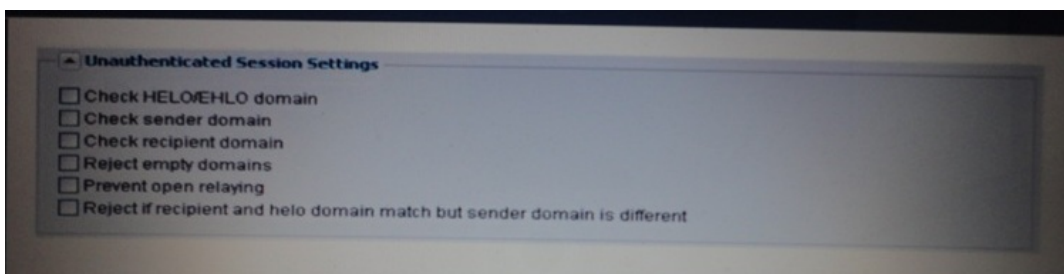 Unauthenticated Session Settings
Check HELO/EHLO domain
Check sender domain
Check recipient domain
Reject empty domains
Prevent open relaying
Reject if recipient and helo domain match but sender domain is different